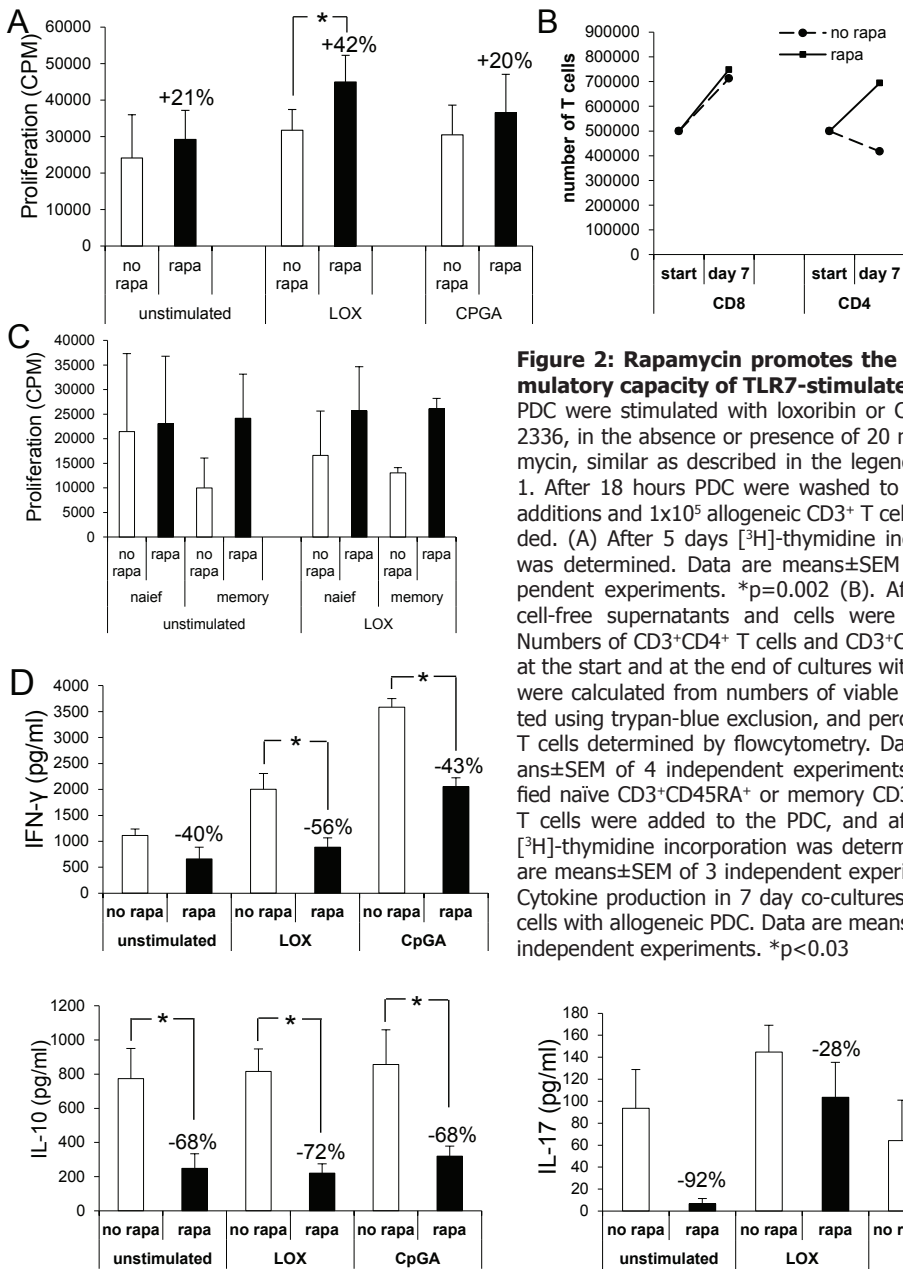 A
Proliferation (CPM)
60000
50000
40000
30000
20000
10000
0
+21%
*
+42%
+20%
no rapa
rapa
no rapa
rapa
no rapa
rapa
unstimulated
LOX
CPGA
B
number of T cells
900000
800000
700000
600000
500000
400000
300000
200000
100000
0
no rapa
rapa
start
day 7
start
day 7
CD8
CD4
C
Proliferation (CPM)
40000
35000
30000
25000
20000
15000
10000
5000
0
no rapa
rapa
no rapa
rapa
no rapa
rapa
no rapa
rapa
naief
memory
naief
memory
unstimulated
LOX
Figure 2: Rapamycin promotes the
mulatory capacity of TLR7-stimulate
PDC were stimulated with loxoribin or C
2336, in the absence or presence of 20 n
mycin, similar as described in the legend
1. After 18 hours PDC were washed to
additions and 1x10⁵ allogeneic CD3⁺ T cel
ded. (A) After 5 days [³H]-thymidine inc
was determined. Data are means±SEM
pendent experiments. *p=0.002 (B). Af
cell-free supernatants and cells were
Numbers of CD3⁺CD4⁺ T cells and CD3⁺C
at the start and at the end of cultures wit
were calculated from numbers of viable
ted using trypan-blue exclusion, and perc
T cells determined by flowcytometry. Da
ans±SEM of 4 independent experiments
fied naïve CD3⁺CD45RA⁺ or memory CD3
T cells were added to the PDC, and af
[³H]-thymidine incorporation was determ
are means±SEM of 3 independent experi
Cytokine production in 7 day co-cultures
cells with allogeneic PDC. Data are means
independent experiments. *p<0.03
D
IFN-γ (pg/ml)
4000
3500
3000
2500
2000
1500
1000
500
0
-40%
*
-56%
*
-43%
no rapa
rapa
no rapa
rapa
no rapa
rapa
unstimulated
LOX
CpGA
IL-10 (pg/ml)
1200
1000
800
600
400
200
0
*
-68%
*
-72%
*
-68%
no rapa
rapa
no rapa
rapa
no rapa
rapa
unstimulated
LOX
CpGA
IL-17 (pg/ml)
180
160
140
120
100
80
60
40
20
0
-92%
-28%
no rapa
rapa
no rapa
rapa
no r
unstimulated
LOX